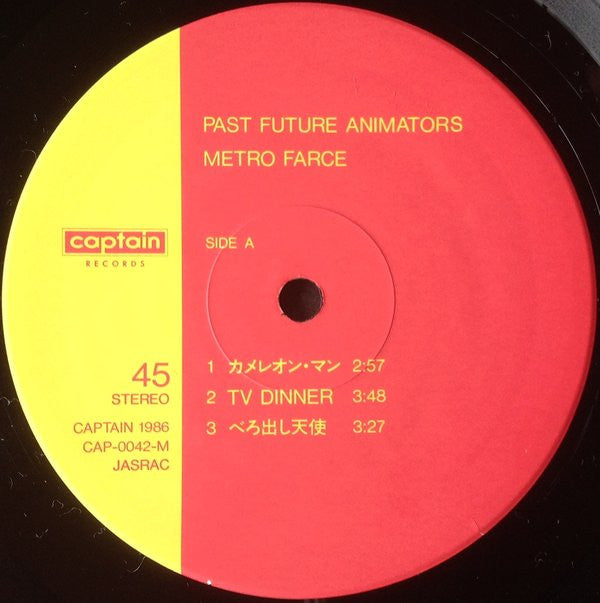 PAST FUTURE ANIMATORS
METRO FARCE
captain
RECORDS
SIDE A
1 カメレオン・マン 2:57
2 TV DINNER 3:48
3 べろ出し天使 3:27
45
STEREO
CAPTAIN 1986
CAP-0042-M
JASRAC